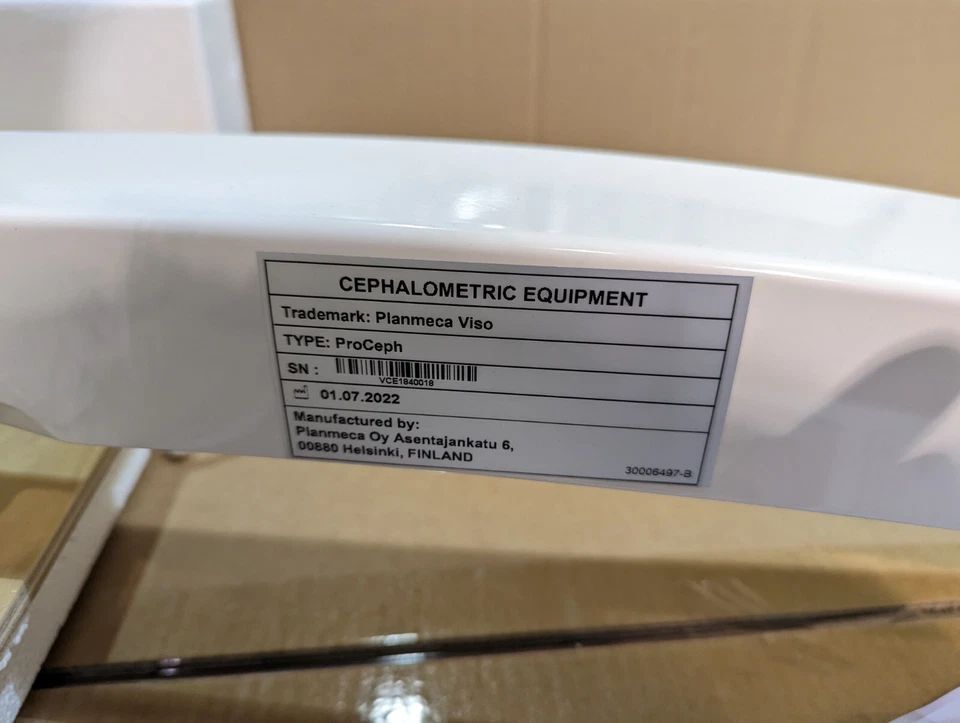 CEPHALOMETRIC EQUIPMENT
Trademark: Planmeca Viso
TYPE: ProCeph
SN :
VCE1840018
01.07.2022
Manufactured by:
Planmeca Oy Asentajankatu 6,
00880 Helsinki, FINLAND
30006497-B